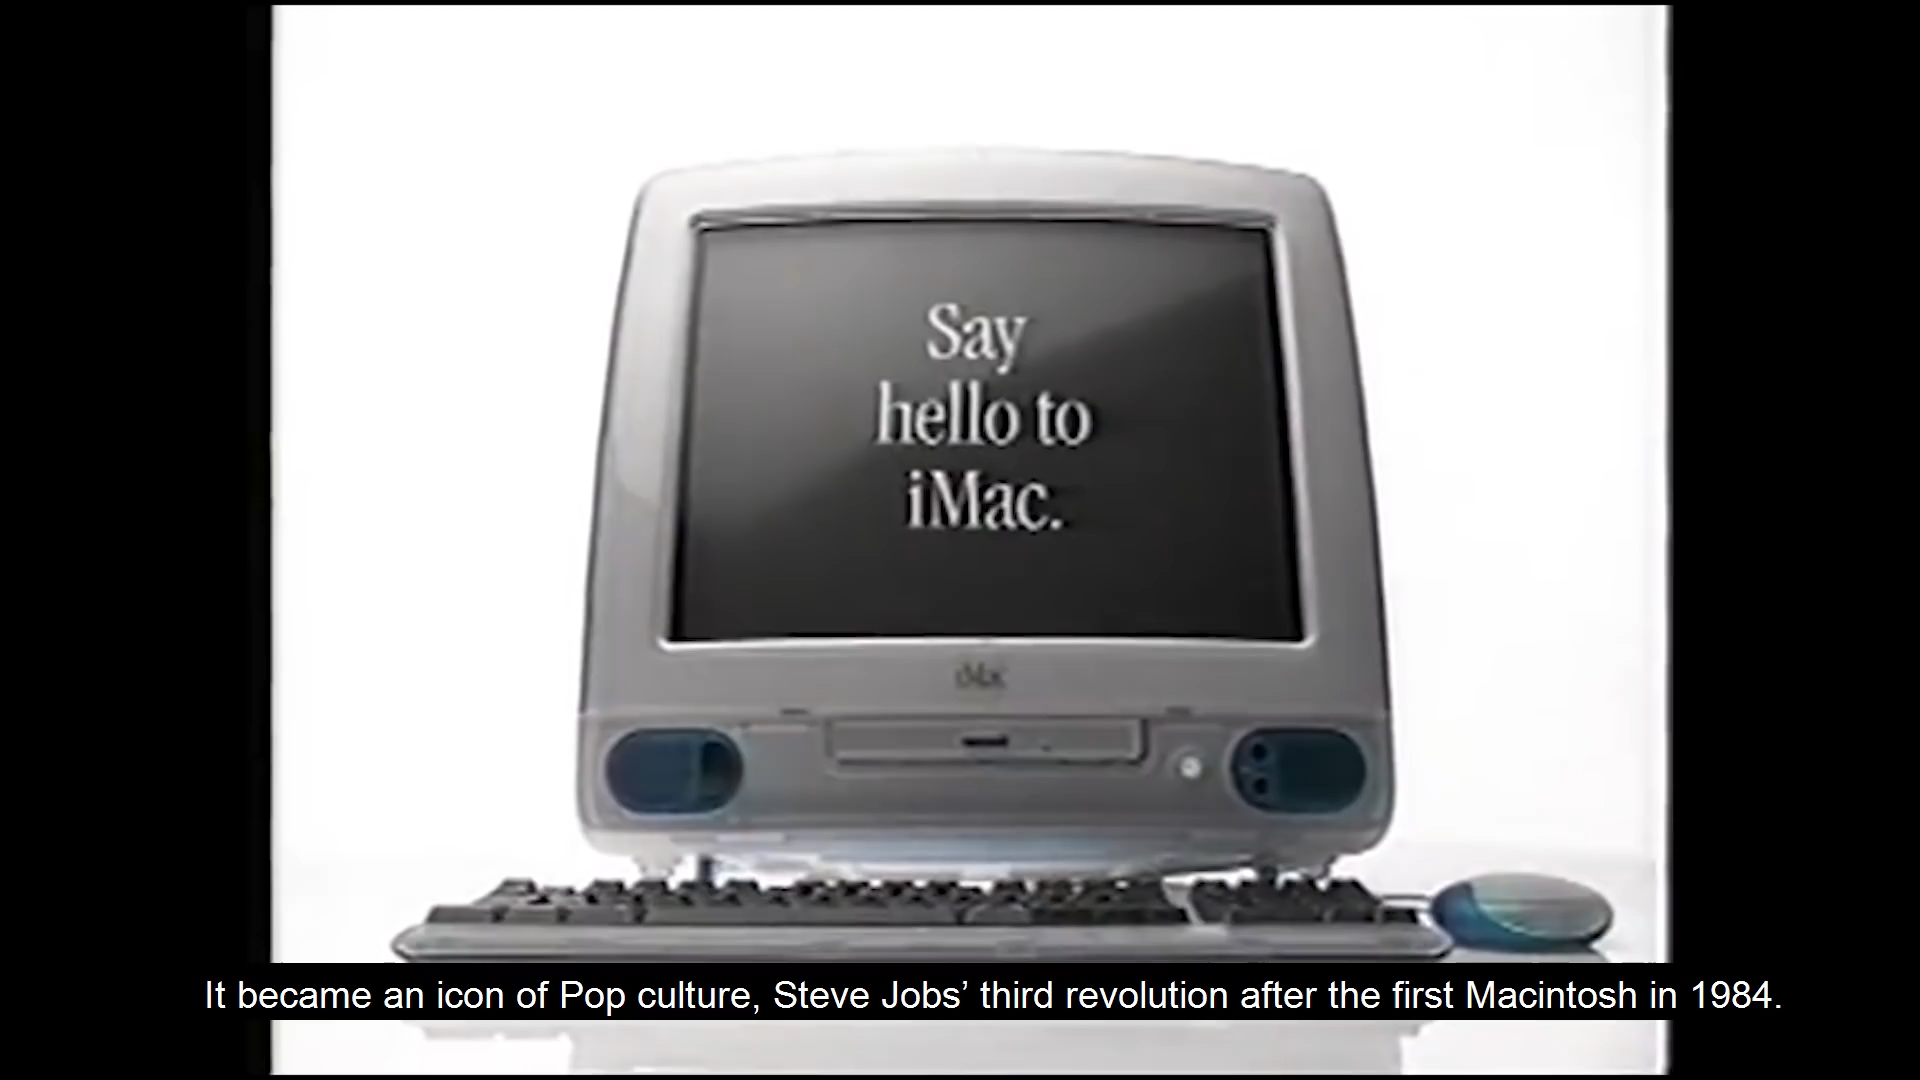 Say
hello to
iMac.
iMac
It became an icon of Pop culture, Steve Jobs’ third revolution after the first Macintosh in 1984.